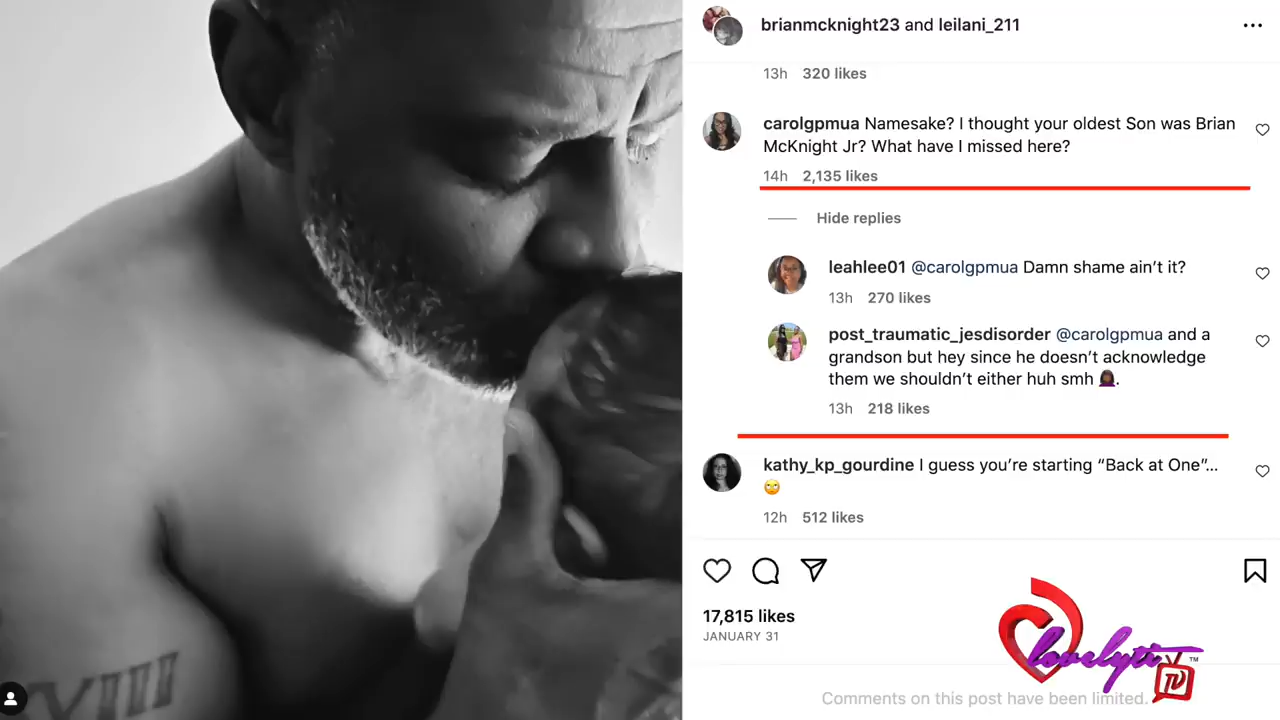 brianmcknight23 and leilani_211
13h 320 likes
carolgpmua Namesake? I thought your oldest Son was Brian
McKnight Jr? What have I missed here?
14h 2,135 likes
Hide replies
leahlee01 @carolgpmua Damn shame ain’t it?
13h 270 likes
post_traumatic_jesdisorder @carolgpmua and a
grandson but hey since he doesn’t acknowledge
them we shouldn’t either huh smh 🤦🏿‍♀️.
13h 218 likes
kathy_kp_gourdine I guess you’re starting “Back at One”...
🙄
12h 512 likes
17,815 likes
JANUARY 31
lovelyti TM
TV
Comments on this post have been limited.
XVIII